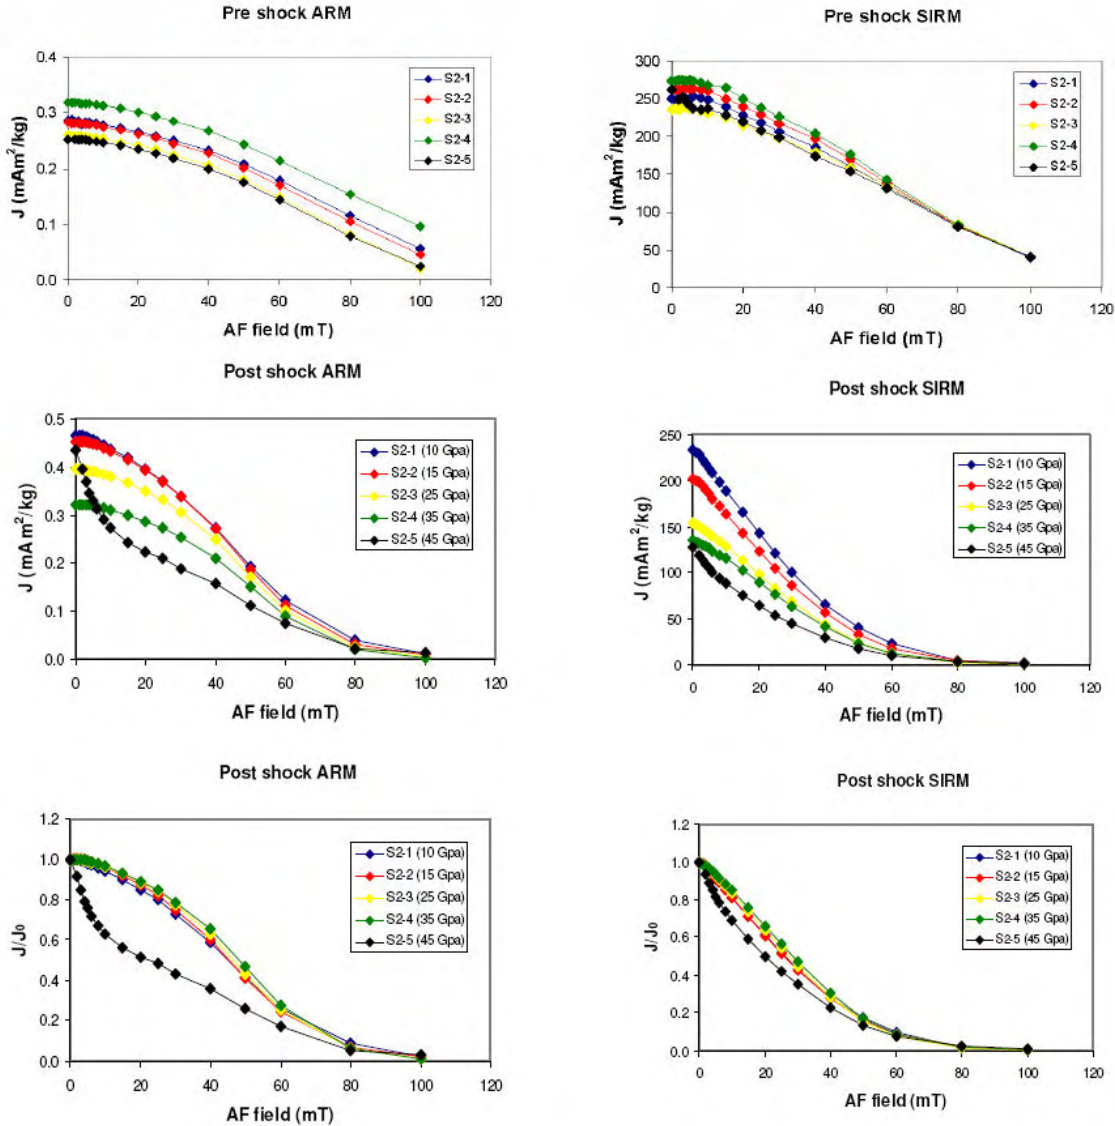 Pre shock ARM
J (mAm²/kg)
0.4
0.3
0.2
0.1
0.0
0 20 40 60 80 100 120
AF field (mT)
S2-1
S2-2
S2-3
S2-4
S2-5
Pre shock SIRM
J (mAm²/kg)
300
250
200
150
100
50
0
0 20 40 60 80 100 120
AF field (mT)
S2-1
S2-2
S2-3
S2-4
S2-5
Post shock ARM
J (mAm²/kg)
0.5
0.4
0.3
0.2
0.1
0.0
0 20 40 60 80 100 120
AF field (mT)
S2-1 (10 Gpa)
S2-2 (15 Gpa)
S2-3 (25 Gpa)
S2-4 (35 Gpa)
S2-5 (45 Gpa)
Post shock SIRM
J (mAm²/kg)
250
200
150
100
50
0
0 20 40 60 80 100 120
AF field (mT)
S2-1 (10 Gpa)
S2-2 (15 Gpa)
S2-3 (25 Gpa)
S2-4 (35 Gpa)
S2-5 (45 Gpa)
Post shock ARM
J/J₀
1.2
1.0
0.8
0.6
0.4
0.2
0.0
0 20 40 60 80 100 120
AF field (mT)
S2-1 (10 Gpa)
S2-2 (15 Gpa)
S2-3 (25 Gpa)
S2-4 (35 Gpa)
S2-5 (45 Gpa)
Post shock SIRM
J/J₀
1.2
1.0
0.8
0.6
0.4
0.2
0.0
0 20 40 60 80 100 120
AF field (mT)
S2-1 (10 Gpa)
S2-2 (15 Gpa)
S2-3 (25 Gpa)
S2-4 (35 Gpa)
S2-5 (45 Gpa)